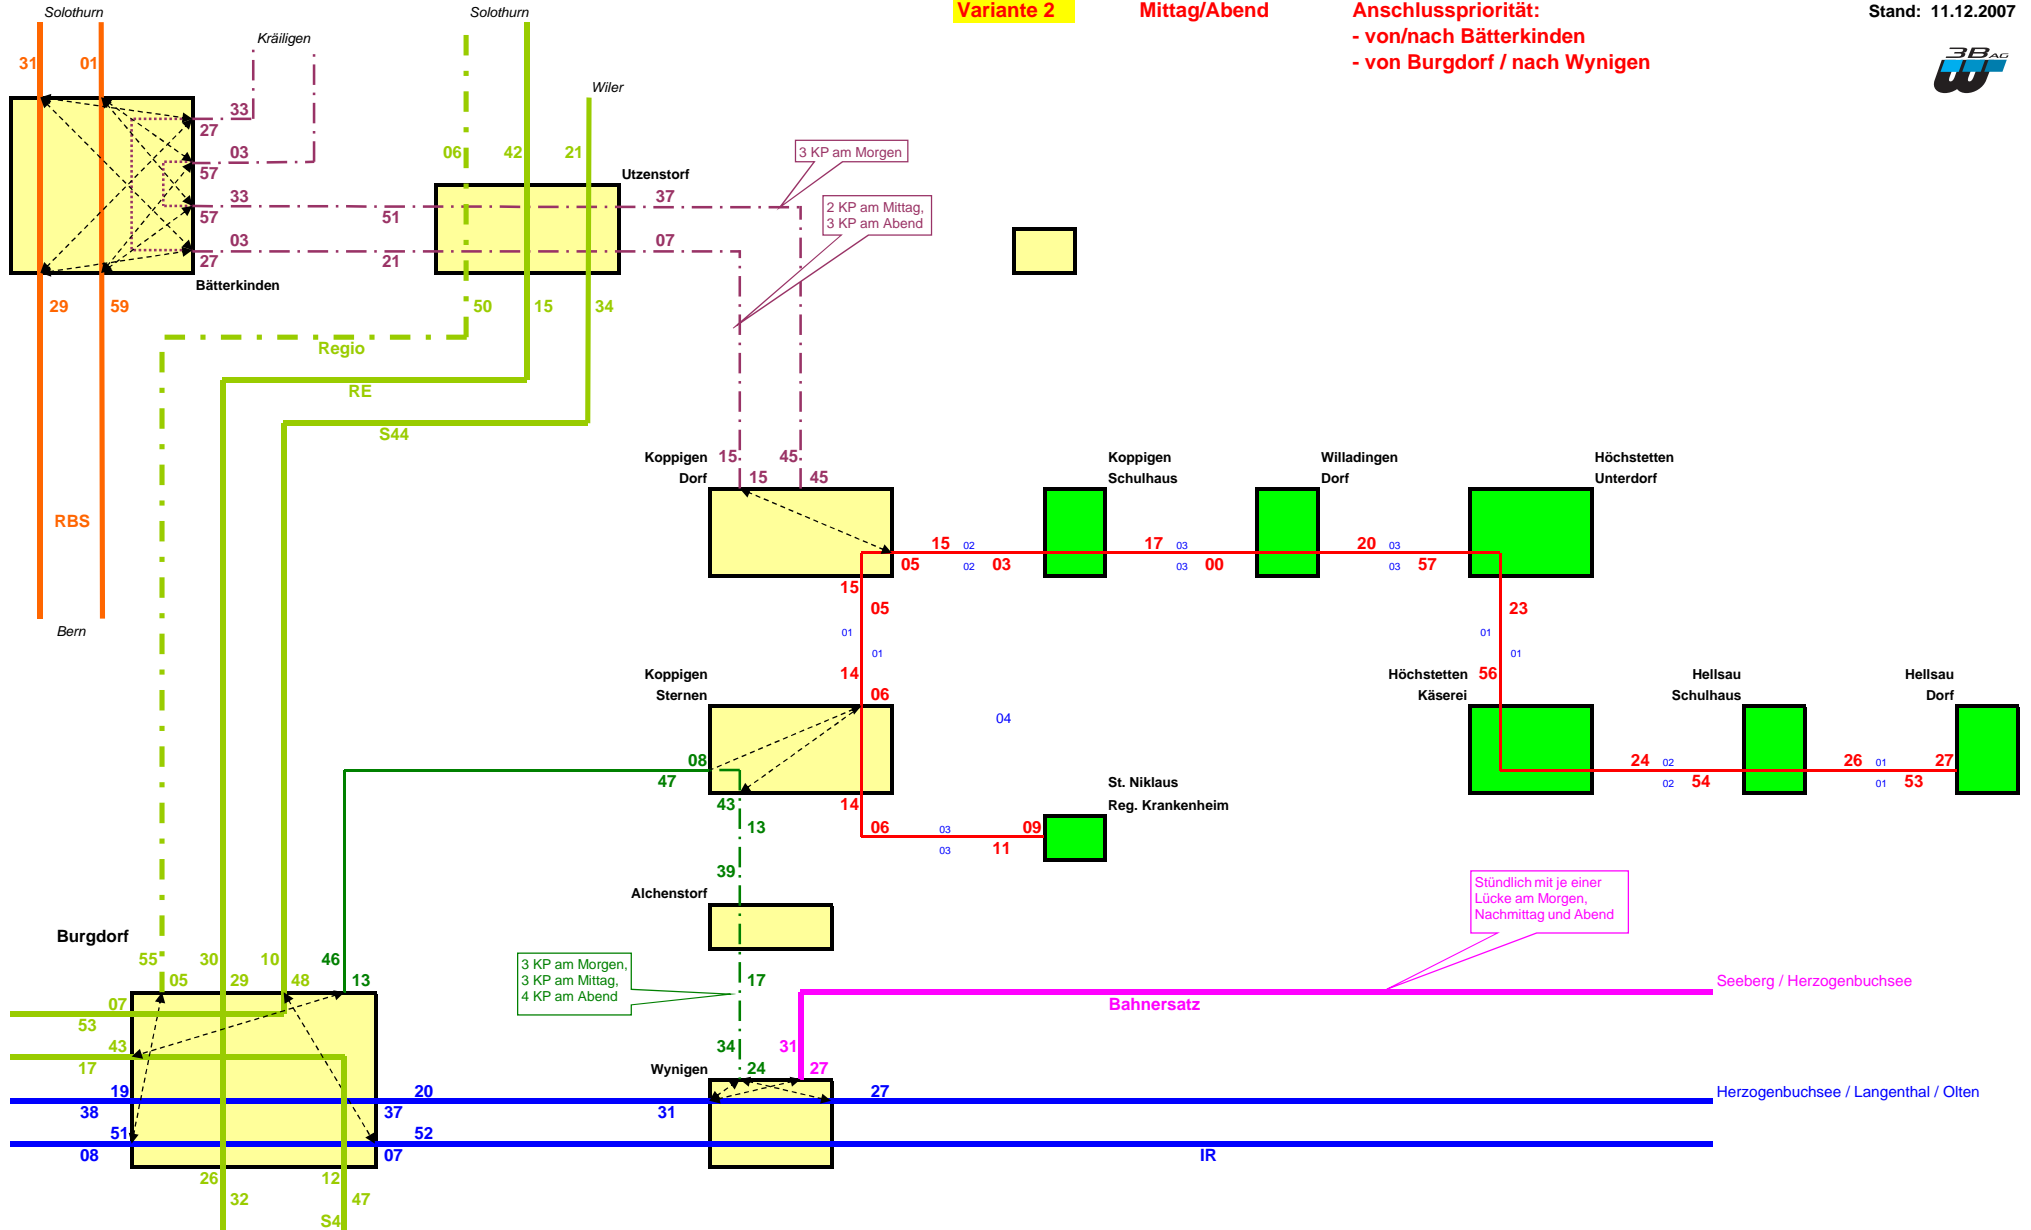 Solothurn
Solothurn
Variante 2
Mittag/Abend
Anschlusspriorität:
Stand: 11.12.2007
- von/nach Bätterkinden
- von Burgdorf / nach Wynigen
3B AG
Kräiligen
31
01
Wiler
33
27
03
57
33
57
03
27
51
21
Bätterkinden
06
42
21
Utzenstorf
37
07
3 KP am Morgen
2 KP am Mittag,
3 KP am Abend
29
59
50
15
34
Regio
RE
S44
RBS
Bern
Koppigen
Dorf
15
15
45
45
Koppigen
Schulhaus
Willadingen
Dorf
Höchstetten
Unterdorf
15
02
05
02
03
17
03
03
00
20
03
03
57
15
05
01
01
14
06
23
01
01
56
Koppigen
Sternen
04
Höchstetten
Käserei
Hellsau
Schulhaus
Hellsau
Dorf
08
47
43
13
14
06
03
09
03
11
St. Niklaus
Reg. Krankenheim
24
02
02
54
26
01
27
01
53
39
Alchenstorf
17
Stündlich mit je einer
Lücke am Morgen,
Nachmittag und Abend
3 KP am Morgen,
3 KP am Mittag,
4 KP am Abend
Burgdorf
55
05
30
29
10
48
46
13
07
53
43
17
19
38
51
08
20
37
52
07
26
32
12
47
S4
34
24
31
27
Wynigen
31
27
Bahnersatz
Seeberg / Herzogenbuchsee
Herzogenbuchsee / Langenthal / Olten
IR